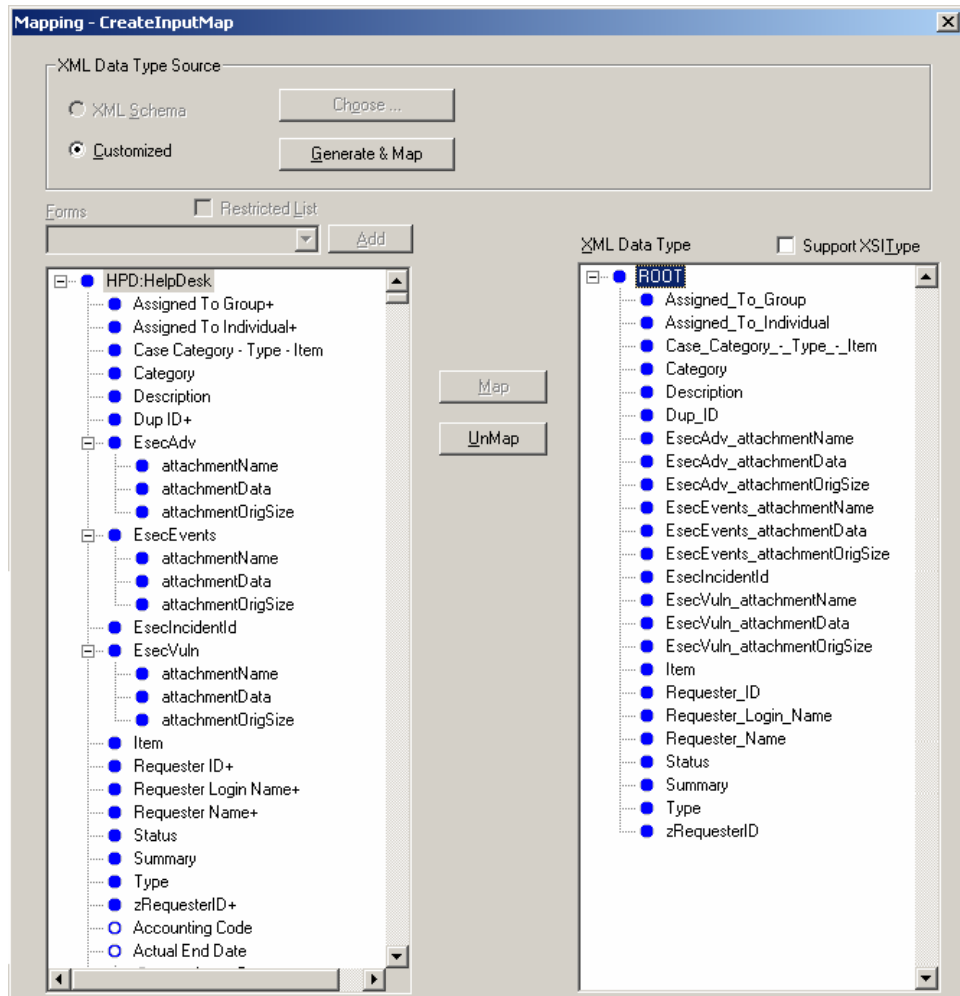 Mapping - CreateInputMap
XML Data Type Source
XML Schema
Choose ...
Customized
Generate & Map
Forms
Restricted List
Add
HPD:HelpDesk
Assigned To Group+
Assigned To Individual+
Case Category - Type - Item
Category
Description
Dup ID+
EsecAdv
attachmentName
attachmentData
attachmentOrigSize
EsecEvents
attachmentName
attachmentData
attachmentOrigSize
EsecIncidentId
EsecVuln
attachmentName
attachmentData
attachmentOrigSize
Item
Requester ID+
Requester Login Name+
Requester Name+
Status
Summary
Type
zRequesterID+
Accounting Code
Actual End Date
Map
UnMap
XML Data Type
Support XSIType
ROOT
Assigned_To_Group
Assigned_To_Individual
Case_Category_-_Type_-_Item
Category
Description
Dup_ID
EsecAdv_attachmentName
EsecAdv_attachmentData
EsecAdv_attachmentOrigSize
EsecEvents_attachmentName
EsecEvents_attachmentData
EsecEvents_attachmentOrigSize
EsecIncidentId
EsecVuln_attachmentName
EsecVuln_attachmentData
EsecVuln_attachmentOrigSize
Item
Requester_ID
Requester_Login_Name
Requester_Name
Status
Summary
Type
zRequesterID